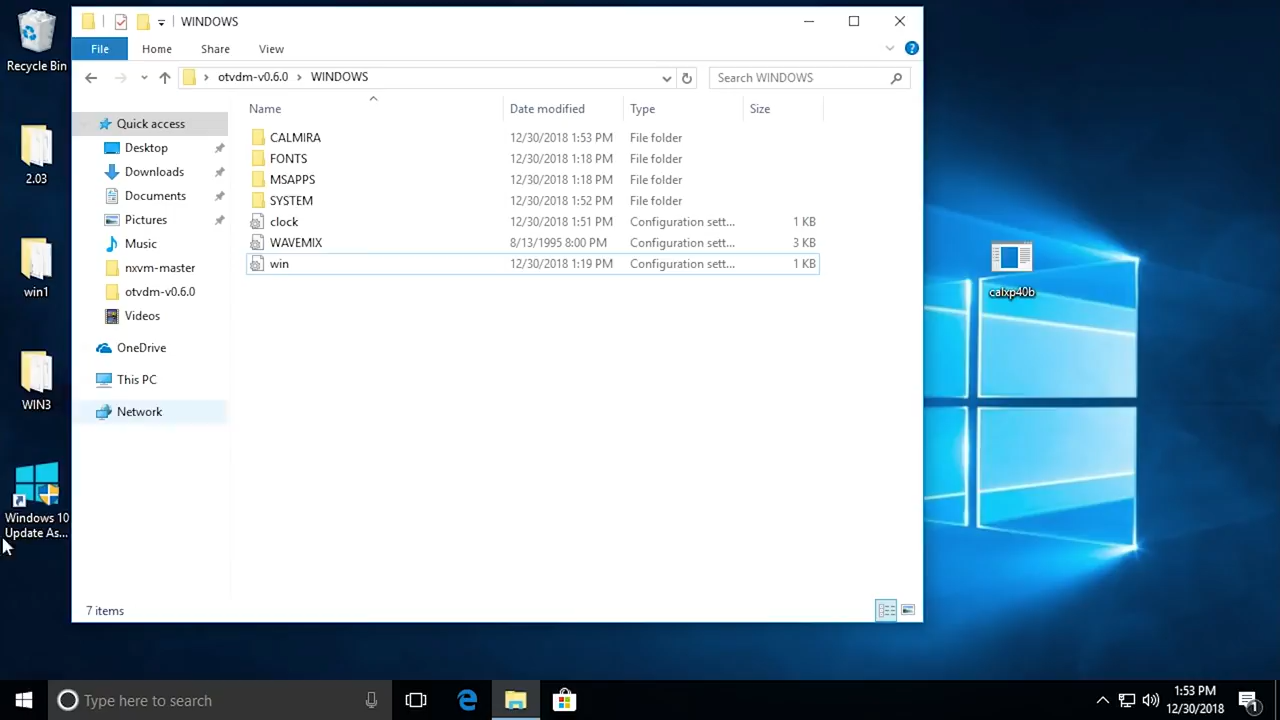 Recycle Bin
2.03
win1
WIN3
Windows 10
Update As...
WINDOWS
File Home Share View
otvdm-v0.6.0 WINDOWS
Search WINDOWS
Quick access
Desktop
Downloads
Documents
Pictures
Music
nxvm-master
otvdm-v0.6.0
Videos
OneDrive
This PC
Network
Name Date modified Type Size
CALMIRA 12/30/2018 1:53 PM File folder
FONTS 12/30/2018 1:18 PM File folder
MSAPPS 12/30/2018 1:18 PM File folder
SYSTEM 12/30/2018 1:52 PM File folder
clock 12/30/2018 1:51 PM Configuration sett... 1 KB
WAVEMIX 8/13/1995 8:00 PM Configuration sett... 3 KB
win 12/30/2018 1:19 PM Configuration sett... 1 KB
7 items
calxp40b
Type here to search
1:53 PM
12/30/2018
1